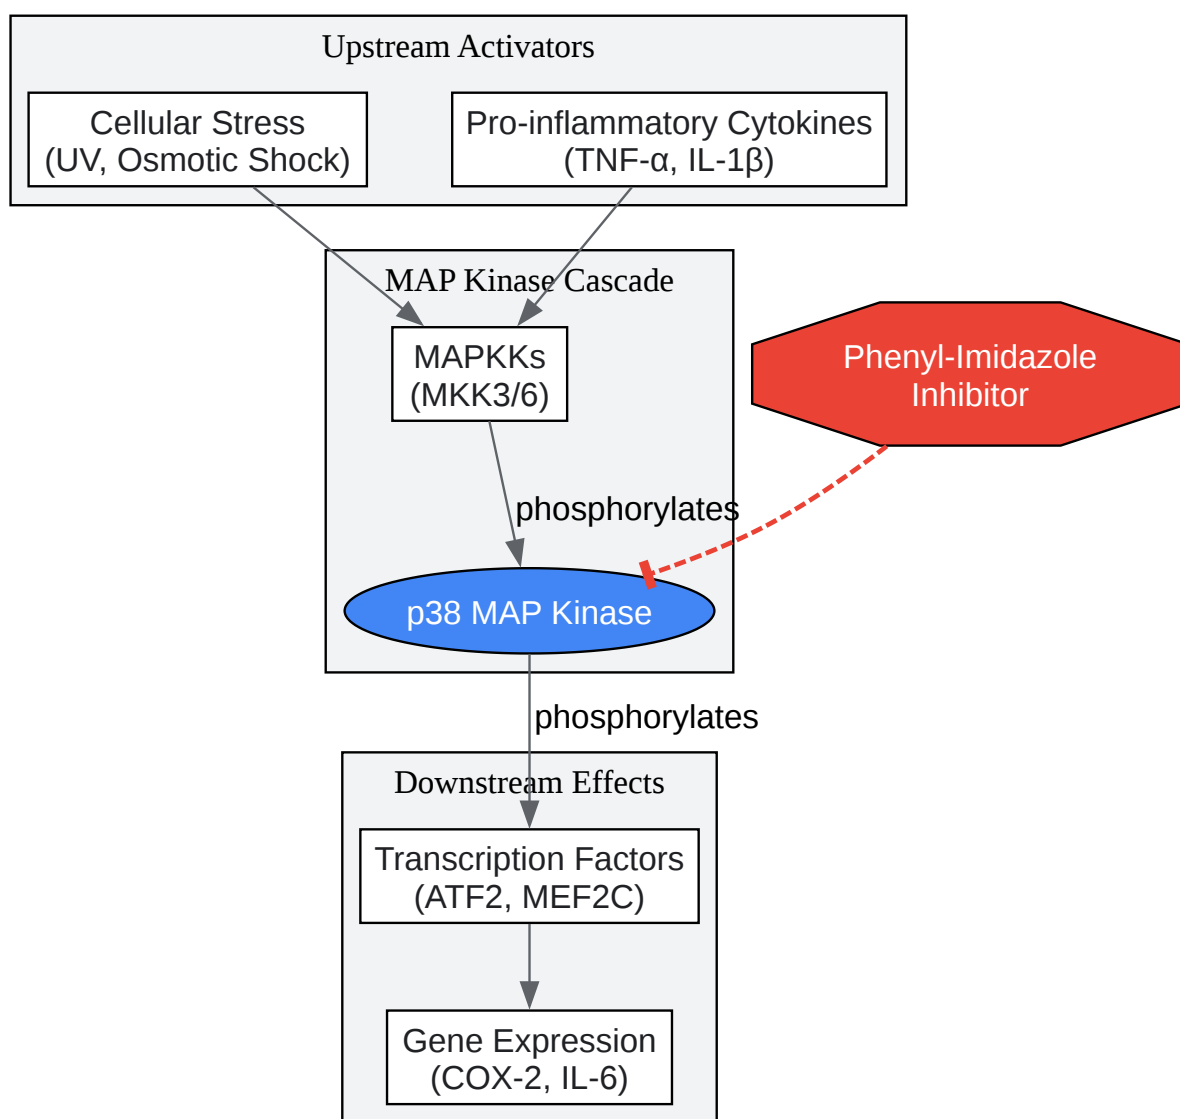 Upstream Activators
Cellular Stress
(UV, Osmotic Shock)
Pro-inflammatory Cytokines
(TNF-α, IL-1β)
MAP Kinase Cascade
MAPKKs
(MKK3/6)
Phenyl-Imidazole
Inhibitor
phosphorylates
p38 MAP Kinase
phosphorylates
Downstream Effects
Transcription Factors
(ATF2, MEF2C)
Gene Expression
(COX-2, IL-6)